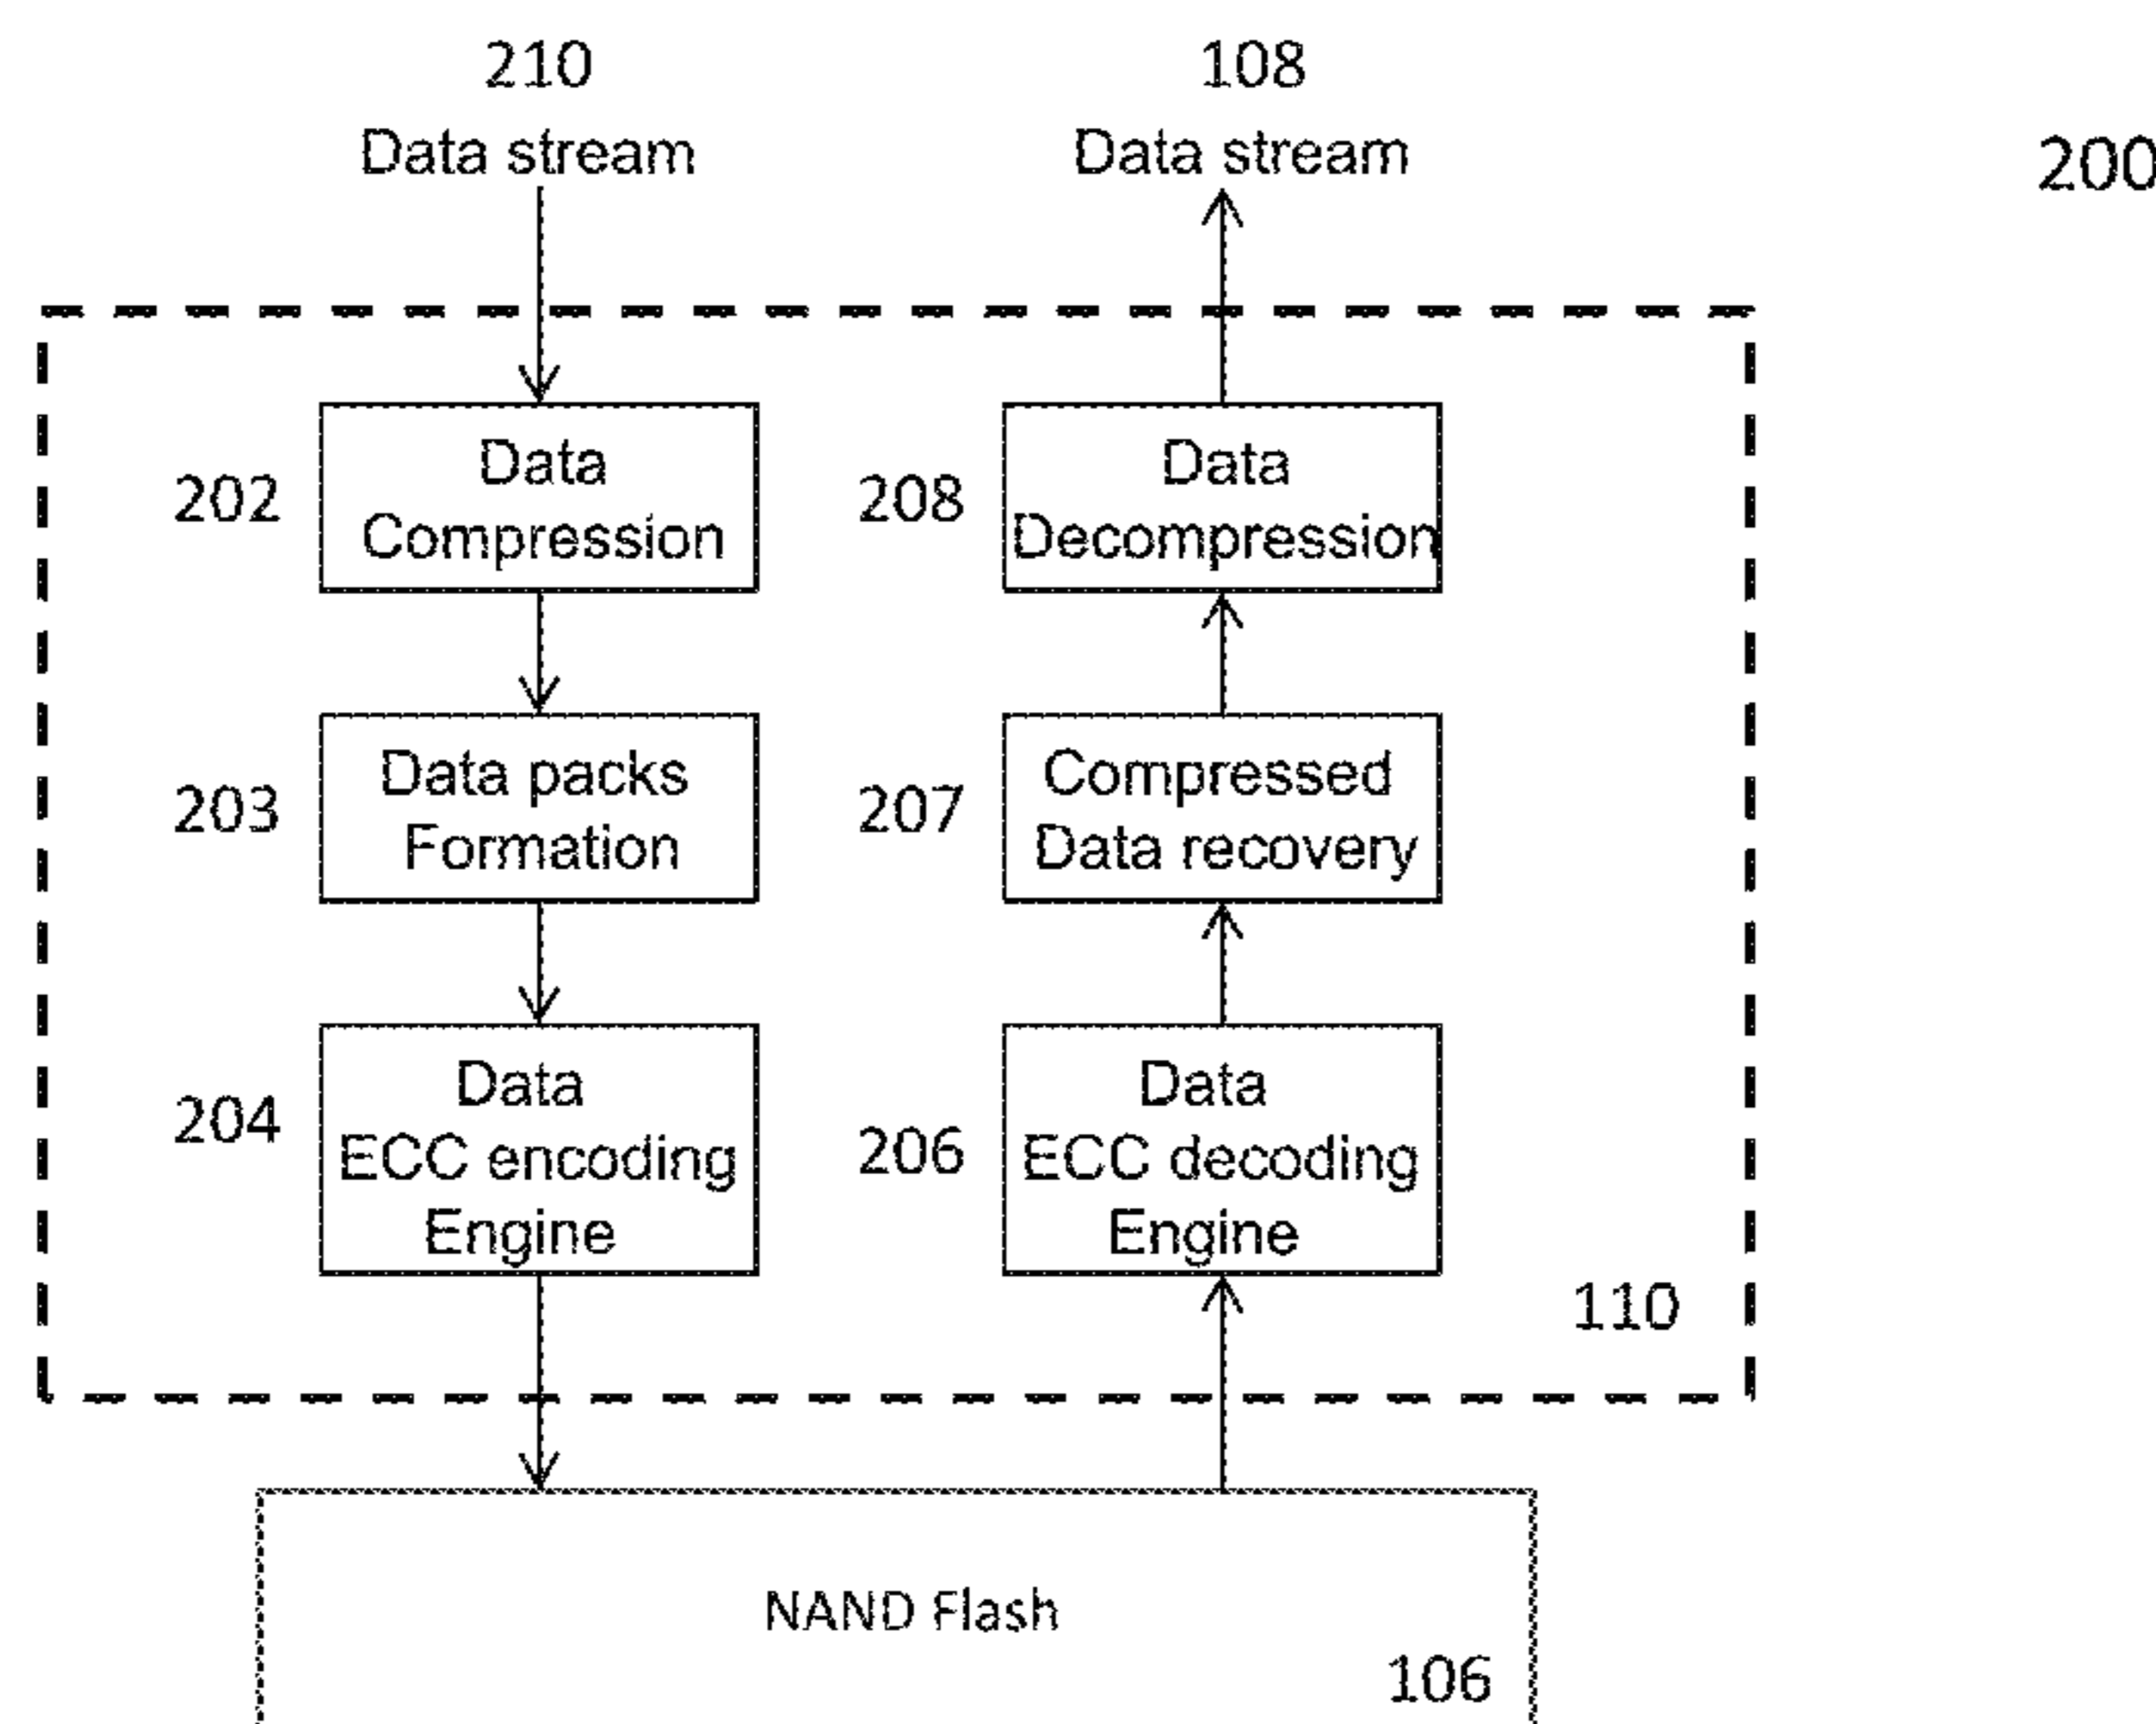 210
Data stream
108
Data stream
200
202
Data
Compression
208
Data
Decompression
203
Data packs
Formation
207
Compressed
Data recovery
204
Data
ECC encoding
Engine
206
Data
ECC decoding
Engine
110
NAND Flash
106